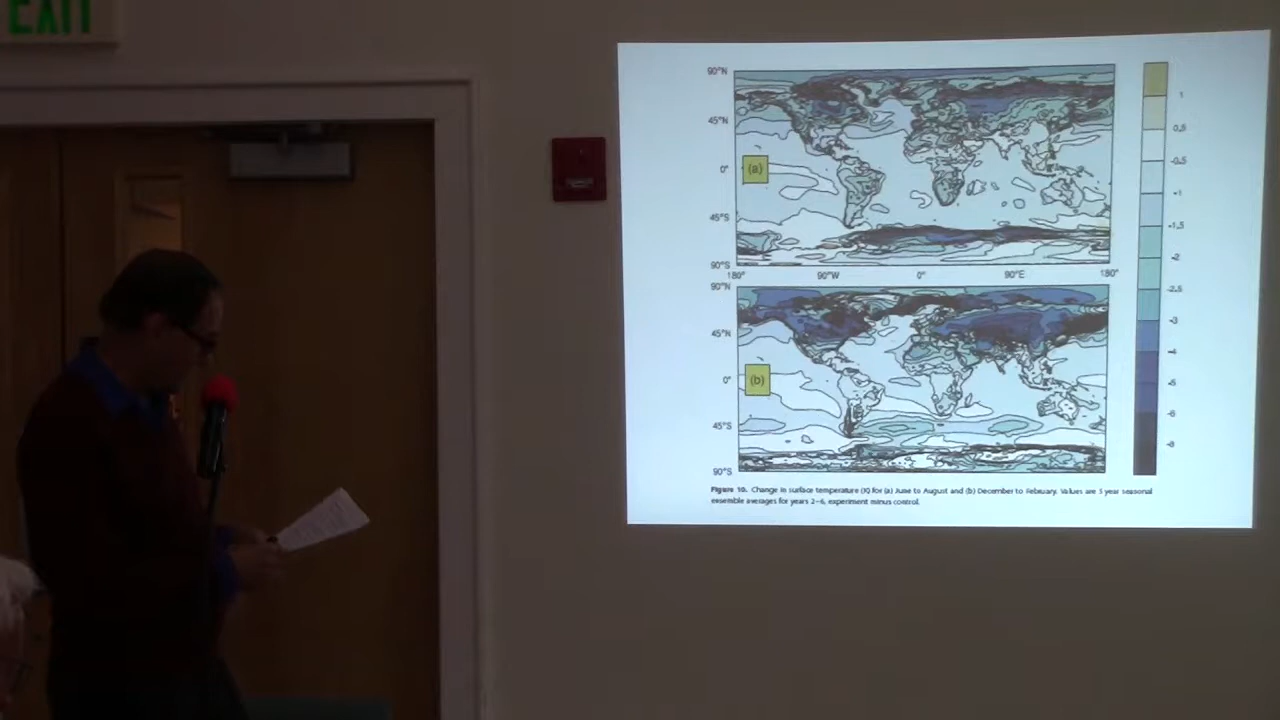 EXIT
90°N
45°N
0°
45°S
90°S
(a)
180°
90°W
0°
90°E
180°
90°N
45°N
0°
45°S
90°S
(b)
1
0.5
-0.5
-1
-1.5
-2
-2.5
-3
-4
-6
-8
Figure 10. Change in surface temperature (K) for (a) June to August and (b) December to February. Values are 5 year seasonal
ensemble averages for years 2–6, experiment minus control.